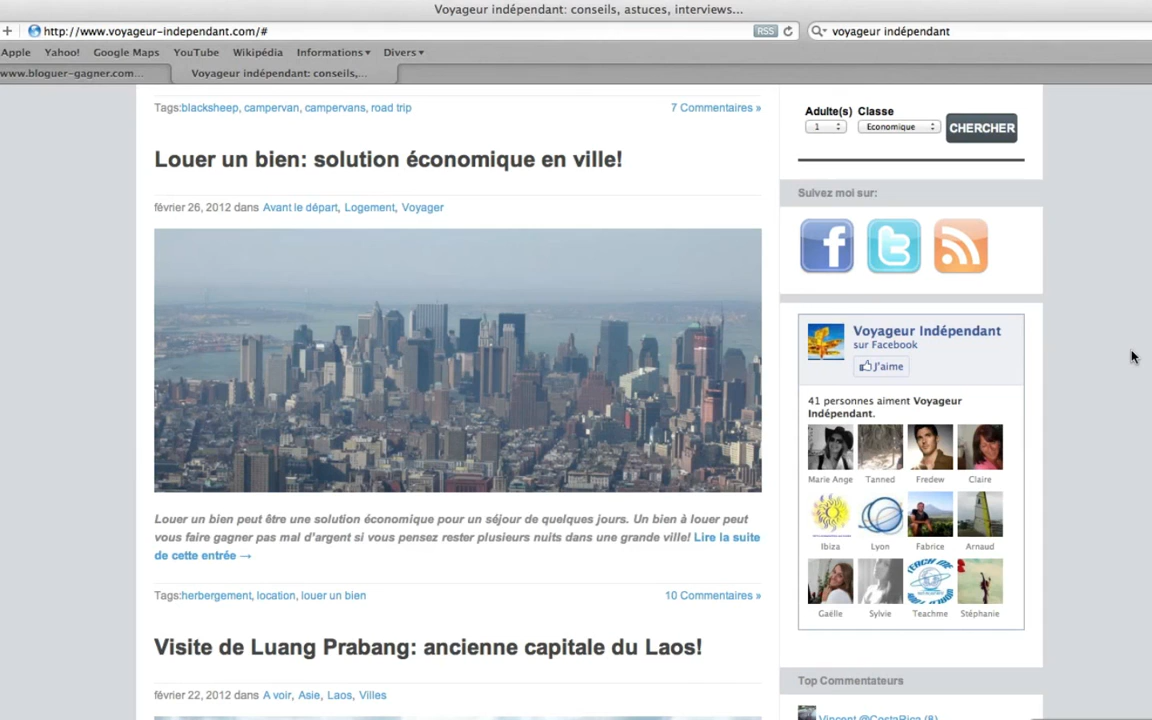 Voyageur indépendant: conseils, astuces, interviews...
+ http://www.voyageur-independant.com/# RSS voyageur indépendant
Apple Yahoo! Google Maps YouTube Wikipédia Informations▾ Divers▾
www.bloguer-gagner.com... Voyageur indépendant: conseils,...
Tags:blacksheep, campervan, campervans, road trip 7 Commentaires »
Louer un bien: solution économique en ville!
février 26, 2012 dans Avant le départ, Logement, Voyager
Louer un bien peut être une solution économique pour un séjour de quelques jours. Un bien à louer peut
vous faire gagner pas mal d'argent si vous pensez rester plusieurs nuits dans une grande ville! Lire la suite
de cette entrée →
Tags:herbergement, location, louer un bien 10 Commentaires »
Visite de Luang Prabang: ancienne capitale du Laos!
février 22, 2012 dans A voir, Asie, Laos, Villes
Adulte(s) Classe
1 Economique CHERCHER
Suivez moi sur:
Voyageur Indépendant
sur Facebook
J'aime
41 personnes aiment Voyageur
Indépendant.
Marie Ange Tanned Fredew Claire
Ibiza Lyon Fabrice Arnaud
TEACH ME
Gaëlle Sylvie Teachme Stéphanie
Top Commentateurs
Vincent @CostaRica (8)